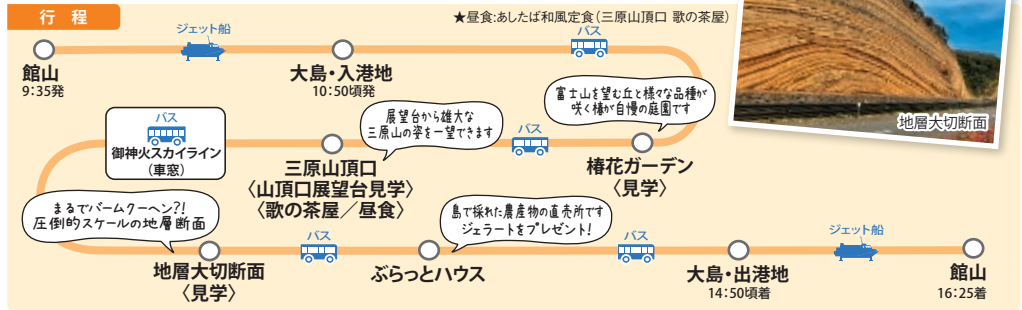 行 程
★昼食:あしたば和風定食(三原山頂口 歌の茶屋)
ジェット船
バス
館山
9:35発
大島・入港地
10:50頃発
富士山を望む丘と様々な品種が
咲く椿が自慢の庭園です
地層大切断面
バス
御神火スカイライン
(車窓)
展望台から雄大な
三原山の姿を一望できます
バス
三原山頂口
〈山頂口展望台見学〉
〈歌の茶屋/昼食〉
椿花ガーデン
〈見学〉
まるでバームクーヘン?!
圧倒的スケールの地層断面
島で採れた農産物の直売所です
ジェラートをプレゼント!
バス
バス
ジェット船
地層大切断面
〈見学〉
ぶらっとハウス
大島・出港地
14:50頃着
館山
16:25着